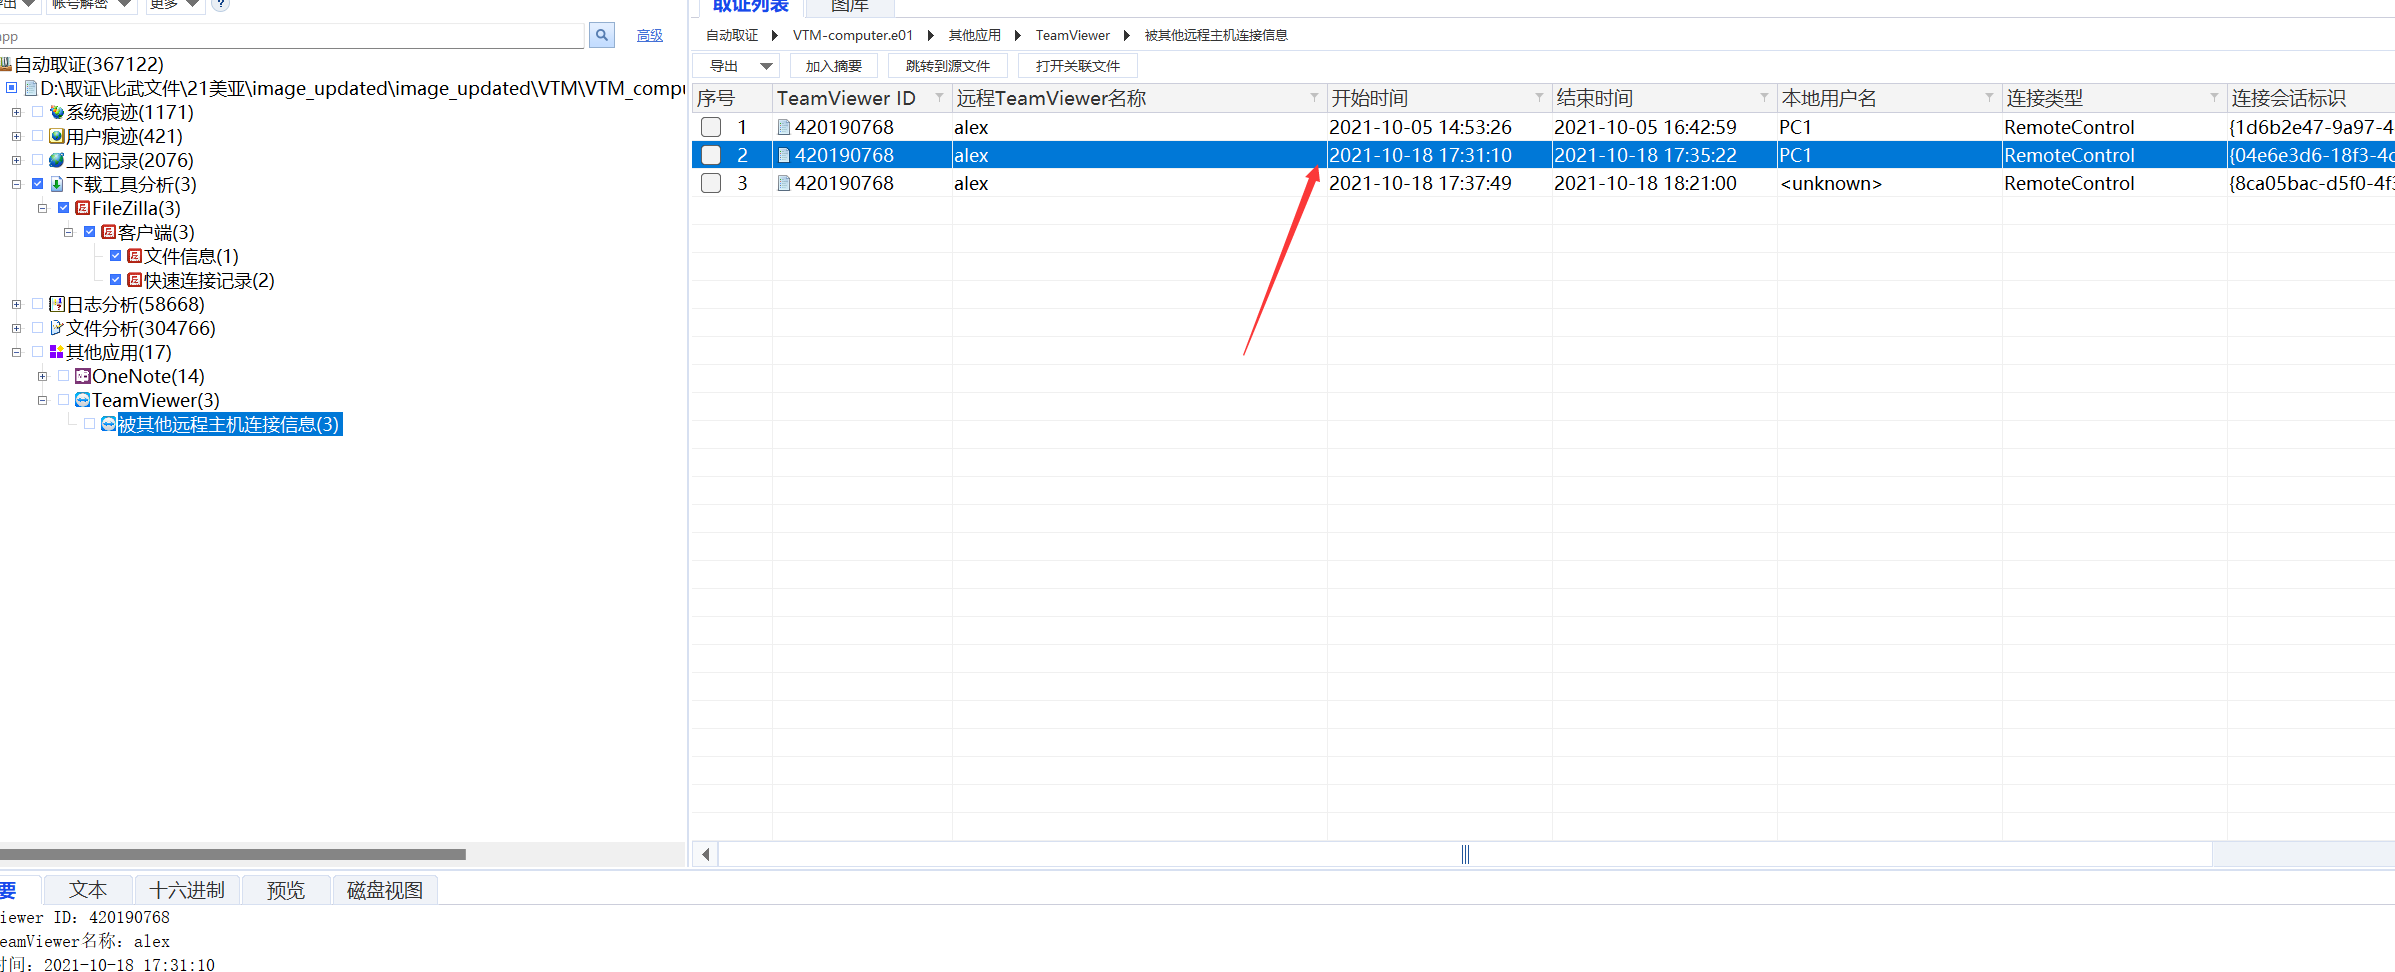 帐号解密
更多
?
app
高级
自动取证(367122)
D:\取证\比武文件\21美亚\image_updated\image_updated\VTM\VTM_compu
系统痕迹(1171)
用户痕迹(421)
上网记录(2076)
下载工具分析(3)
FileZilla(3)
客户端(3)
文件信息(1)
快速连接记录(2)
日志分析(58668)
文件分析(304766)
其他应用(17)
OneNote(14)
TeamViewer(3)
被其他远程主机连接信息(3)
取证列表 图库
自动取证 VTM-computer.e01 其他应用 TeamViewer 被其他远程主机连接信息
导出 加入摘要 跳转到源文件 打开关联文件
序号 TeamViewer ID 远程TeamViewer名称 开始时间 结束时间 本地用户名 连接类型 连接会话标识
1 420190768 alex 2021-10-05 14:53:26 2021-10-05 16:42:59 PC1 RemoteControl {1d6b2e47-9a97-4
2 420190768 alex 2021-10-18 17:31:10 2021-10-18 17:35:22 PC1 RemoteControl {04e6e3d6-18f3-4c
3 420190768 alex 2021-10-18 17:37:49 2021-10-18 18:21:00 <unknown> RemoteControl {8ca05bac-d5f0-4f3
要 文本 十六进制 预览 磁盘视图
iewer ID: 420190768
eamViewer名称: alex
时间: 2021-10-18 17:31:10